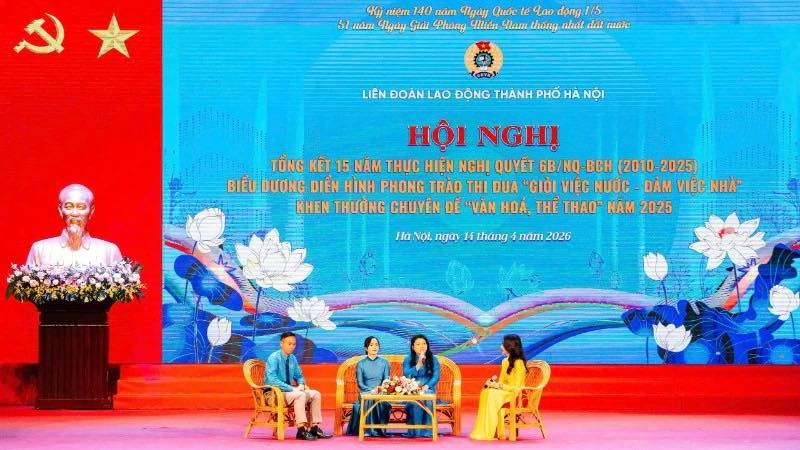 Kỷ niệm 140 năm Ngày Quốc tế Lao động 1/5
51 năm Ngày Giải Phóng Miền Nam thống nhất đất nước
LIÊN ĐOÀN LAO ĐỘNG THÀNH PHỐ HÀ NỘI
HỘI NGHỊ
TỔNG KẾT 15 NĂM THỰC HIỆN NGHỊ QUYẾT 6B/NQ-BCH (2010-2025)
BIỂU DƯƠNG ĐIỂN HÌNH PHONG TRÀO THI ĐUA "GIỎI VIỆC NƯỚC - ĐẢM VIỆC NHÀ"
KHEN THƯỞNG CHUYÊN ĐỀ "VĂN HOÁ, THỂ THAO" NĂM 2025
Hà Nội, ngày 14 tháng 4 năm 2026